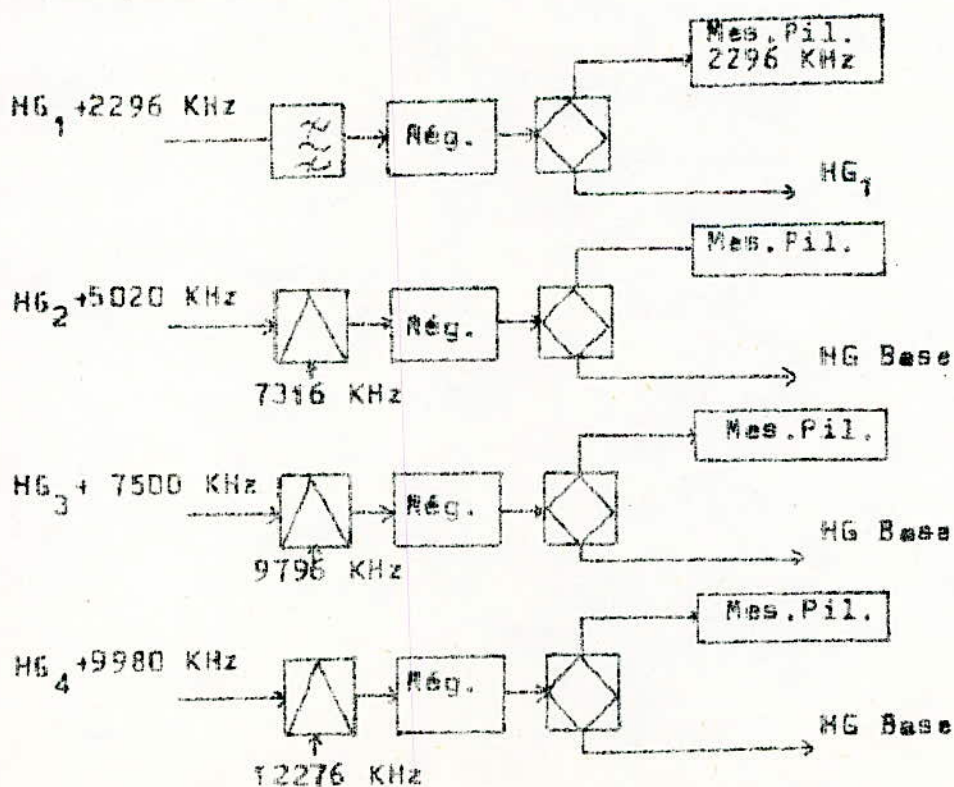 Mes.Pil.
2296 KHz
HG1 +2296 KHz
Rég.
HG1
Mes.Pil.
HG2 +5020 KHz
Rég.
HG Base
7316 KHz
Mes.Pil.
HG3 + 7500 KHz
Rég.
HG Base
9796 KHz
Mes.Pil.
HG4 +9980 KHz
Rég.
HG Base
12276 KHz